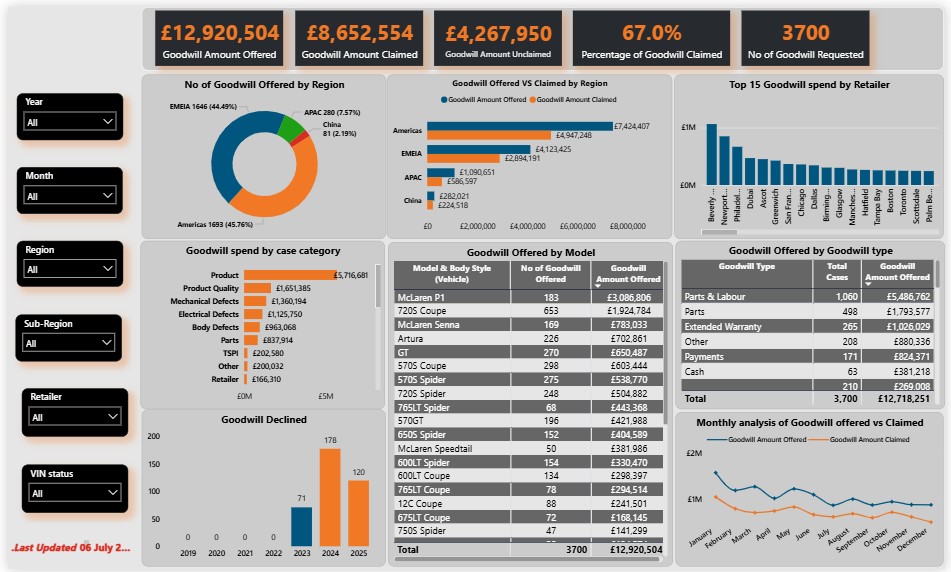 £12,920,504
Goodwill Amount Offered
£8,652,554
Goodwill Amount Claimed
£4,267,950
Goodwill Amount Unclaimed
67.0%
Percentage of Goodwill Claimed
3700
No of Goodwill Requested
Year
All
Month
All
Region
All
Sub-Region
All
Retailer
All
VIN status
All
.Last Updated 06 July 2...
No of Goodwill Offered by Region
EMEIA 1646 (44.49%)
APAC 280 (7.57%)
China
81 (2.19%)
Americas 1693 (45.76%)
Goodwill Offered VS Claimed by Region
Goodwill Amount Offered Goodwill Amount Claimed
Americas £7,424,407
£4,947,248
EMEIA £4,123,425
£2,894,191
APAC £1,090,651
£586,597
China £282,021
£224,518
£0 £2,000,000 £4,000,000 £6,000,000 £8,000,000
Top 15 Goodwill spend by Retailer
£1M
£0M
Beverly ...
Newport...
Philadel...
Dubai
Ascot
Greenwich
San Fran...
Chicago
Dallas
Birming...
Glasgow
Manches...
Hatfield
Tampa Bay
Boston
Toronto
Scottsdale
Palm Be...
Goodwill spend by case category
Product £5,716,681
Product Quality £1,651,385
Mechanical Defects £1,360,194
Electrical Defects £1,125,750
Body Defects £963,068
Parts £837,914
TSPI £202,580
Other £200,032
Retailer £166,310
£0M £5M
Goodwill Offered by Model
Model & Body Style (Vehicle) No of Goodwill Offered Goodwill Amount Offered
McLaren P1 183 £3,086,806
720S Coupe 653 £1,924,784
McLaren Senna 169 £783,033
Artura 226 £702,861
GT 270 £650,487
570S Coupe 298 £603,444
570S Spider 275 £538,770
720S Spider 248 £504,882
765LT Spider 68 £443,368
570GT 196 £421,988
650S Spider 152 £404,589
McLaren Speedtail 50 £381,986
600LT Spider 154 £330,470
600LT Coupe 134 £298,397
765LT Coupe 78 £294,514
12C Coupe 88 £241,501
675LT Coupe 72 £168,145
750S Spider 47 £141,299
Total 3700 £12,920,504
Goodwill Offered by Goodwill type
Goodwill Type Total Cases Goodwill Amount Offered
Parts & Labour 1,060 £5,486,762
Parts 498 £1,793,577
Extended Warranty 265 £1,026,029
Other 208 £880,336
Payments 171 £824,371
Cash 63 £381,218
210 £269,008
Total 3,700 £12,718,251
Goodwill Declined
200
150
100
50
0
0 0 0 0 71 178 120
2019 2020 2021 2022 2023 2024 2025
Monthly analysis of Goodwill offered vs Claimed
Goodwill Amount Offered Goodwill Amount Claimed
£2M
£1M
January
February
March
April
May
June
July
August
September
October
November
December